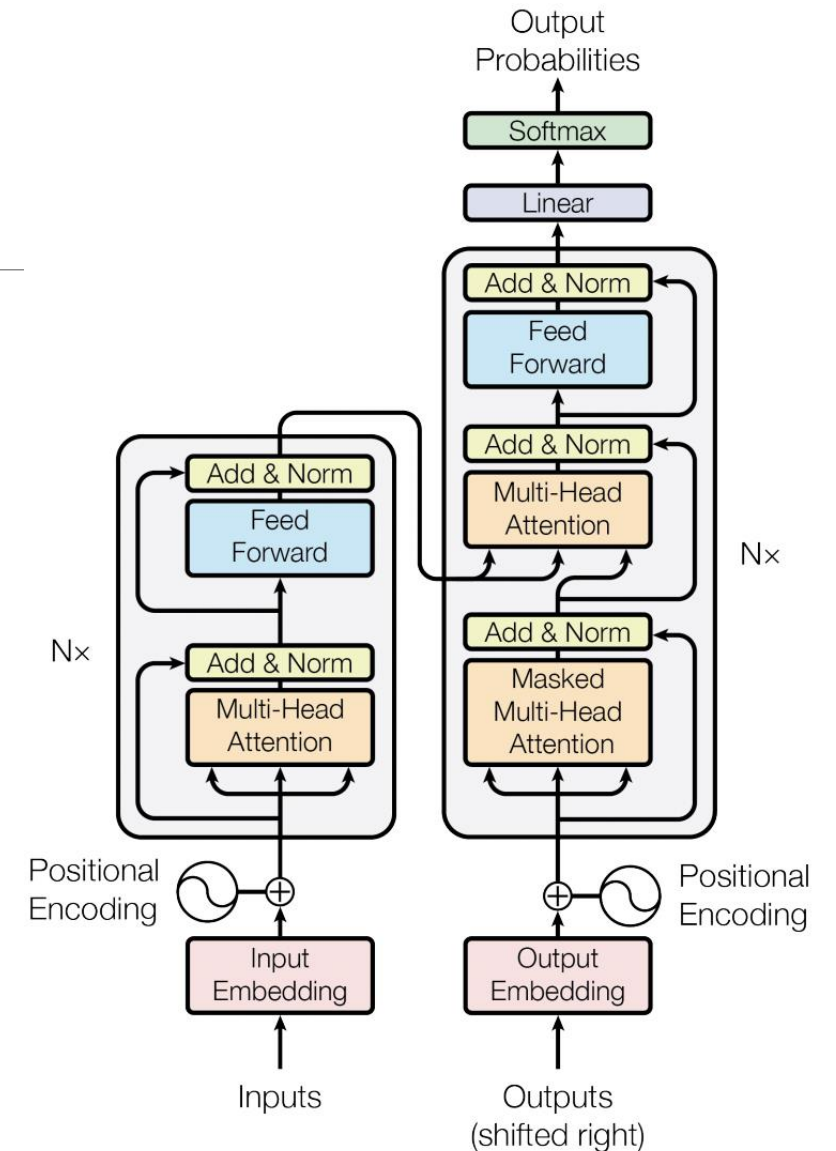 Output
Probabilities
Softmax
Linear
Add & Norm
Feed
Forward
Add & Norm
Multi-Head
Attention
Add & Norm
Masked
Multi-Head
Attention
Nx
Add & Norm
Feed
Forward
Add & Norm
Multi-Head
Attention
Nx
Positional
Encoding
Positional
Encoding
Input
Embedding
Output
Embedding
Inputs
Outputs
(shifted right)